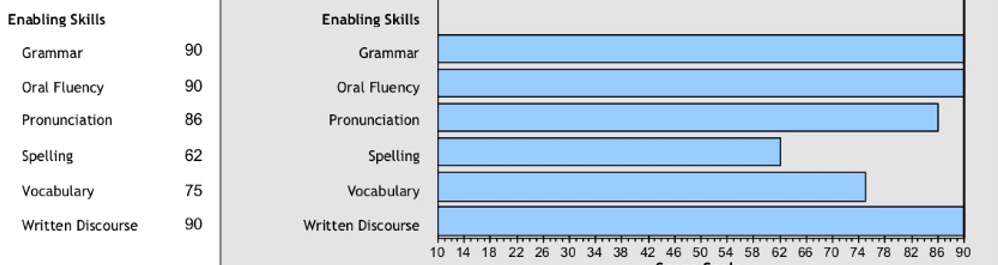 Enabling Skills
Grammar 90
Oral Fluency 90
Pronunciation 86
Spelling 62
Vocabulary 75
Written Discourse 90
Enabling Skills
Grammar
Oral Fluency
Pronunciation
Spelling
Vocabulary
Written Discourse
10 14 18 22 26 30 34 38 42 46 50 54 58 62 66 70 74 78 82 86 90